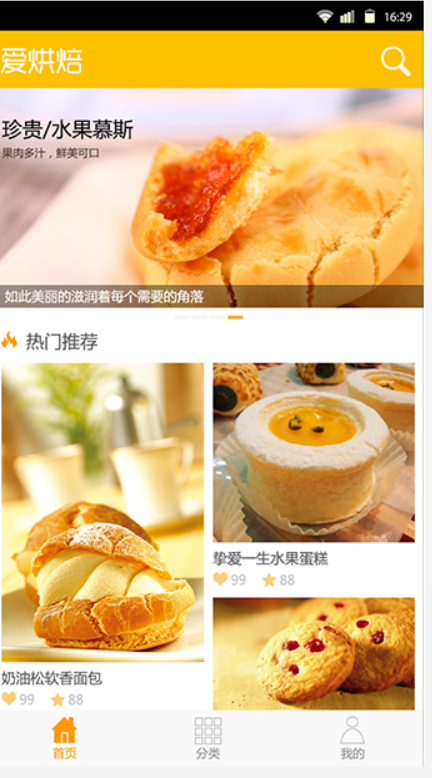 16:29
爱烘焙
珍贵/水果慕斯
果肉多汁，鲜美可口
如此美丽的滋润着每个需要的角落
热门推荐
挚爱一生水果蛋糕
99 88
奶油松软香面包
99 88
首页 分类 我的